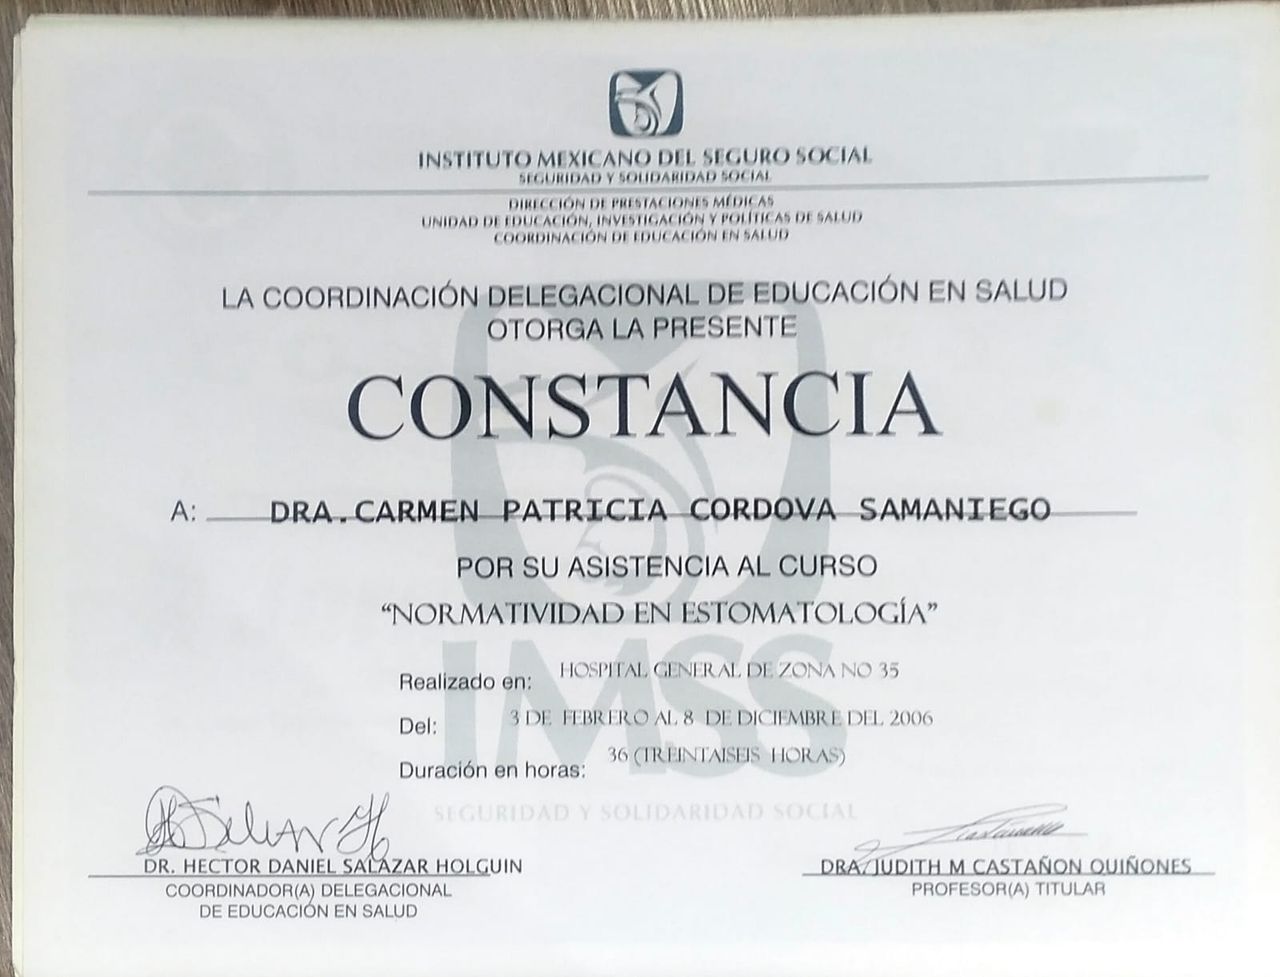 INSTITUTO MEXICANO DEL SEGURO SOCIAL
SEGURIDAD Y SOLIDARIDAD SOCIAL
DIRECCIÓN DE PRESTACIONES MÉDICAS
UNIDAD DE EDUCACIÓN, INVESTIGACIÓN Y POLÍTICAS DE SALUD
COORDINACIÓN DE EDUCACIÓN EN SALUD
LA COORDINACIÓN DELEGACIONAL DE EDUCACIÓN EN SALUD
OTORGA LA PRESENTE
CONSTANCIA
A: DRA. CARMEN PATRICIA CORDOVA SAMANIEGO
POR SU ASISTENCIA AL CURSO
“NORMATIVIDAD EN ESTOMATOLOGÍA”
IMSS
Realizado en: HOSPITAL GENERAL DE ZONA NO 35
Del: 3 DE FEBRERO AL 8 DE DICIEMBRE DEL 2006
Duración en horas: 36 (TREINTAISEIS HORAS)
SEGURIDAD Y SOLIDARIDAD SOCIAL
DR. HECTOR DANIEL SALAZAR HOLGUIN
COORDINADOR(A) DELEGACIONAL
DE EDUCACIÓN EN SALUD
DRA. JUDITH M CASTAÑON QUIÑONES
PROFESOR(A) TITULAR